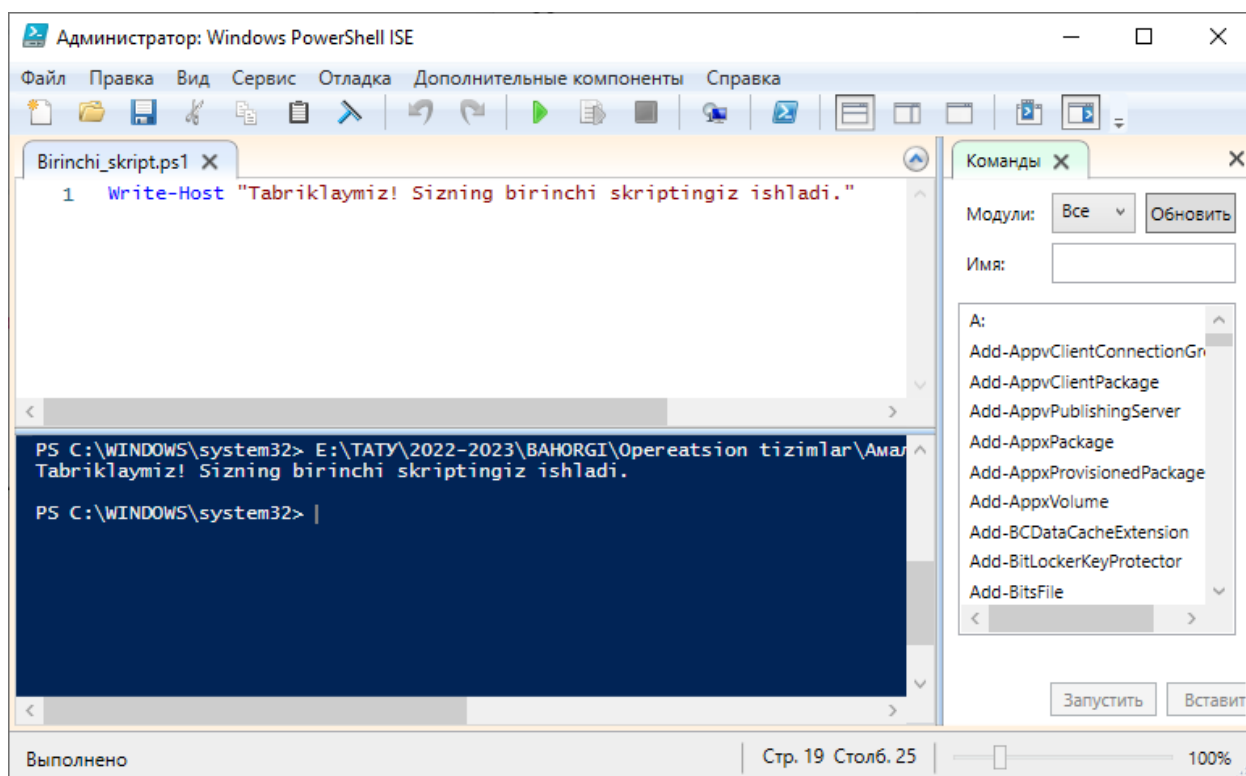 Администратор: Windows PowerShell ISE
Файл Правка Вид Сервис Отладка Дополнительные компоненты Справка
Birinchi_skript.ps1
1 Write-Host "Tabriklaymiz! Sizning birinchi skriptingiz ishladi."
PS C:\WINDOWS\system32> E:\ТАТУ\2022-2023\BAHORGI\Opereatsion tizimlar\Амал
Tabriklaymiz! Sizning birinchi skriptingiz ishladi.
PS C:\WINDOWS\system32>
Команды
Модули: Все Обновить
Имя:
A:
Add-AppvClientConnectionGr
Add-AppvClientPackage
Add-AppvPublishingServer
Add-AppxPackage
Add-AppxProvisionedPackage
Add-AppxVolume
Add-BCDataCacheExtension
Add-BitLockerKeyProtector
Add-BitsFile
Запустить Вставит
Выполнено Стр. 19 Столб. 25 100%